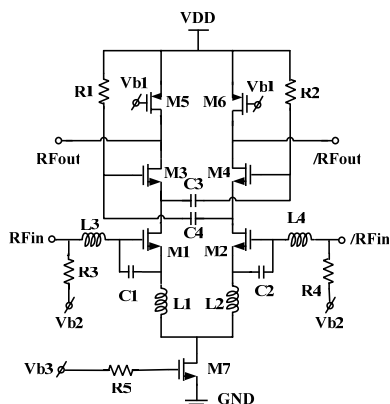 VDD
R1
Vb1
M5
M6
Vb1
R2
RFout
/RFout
M3
M4
C3
C4
L3
L4
RFin
/RFin
M1
M2
R3
C1
L1
L2
C2
R4
Vb2
Vb2
Vb3
R5
M7
GND